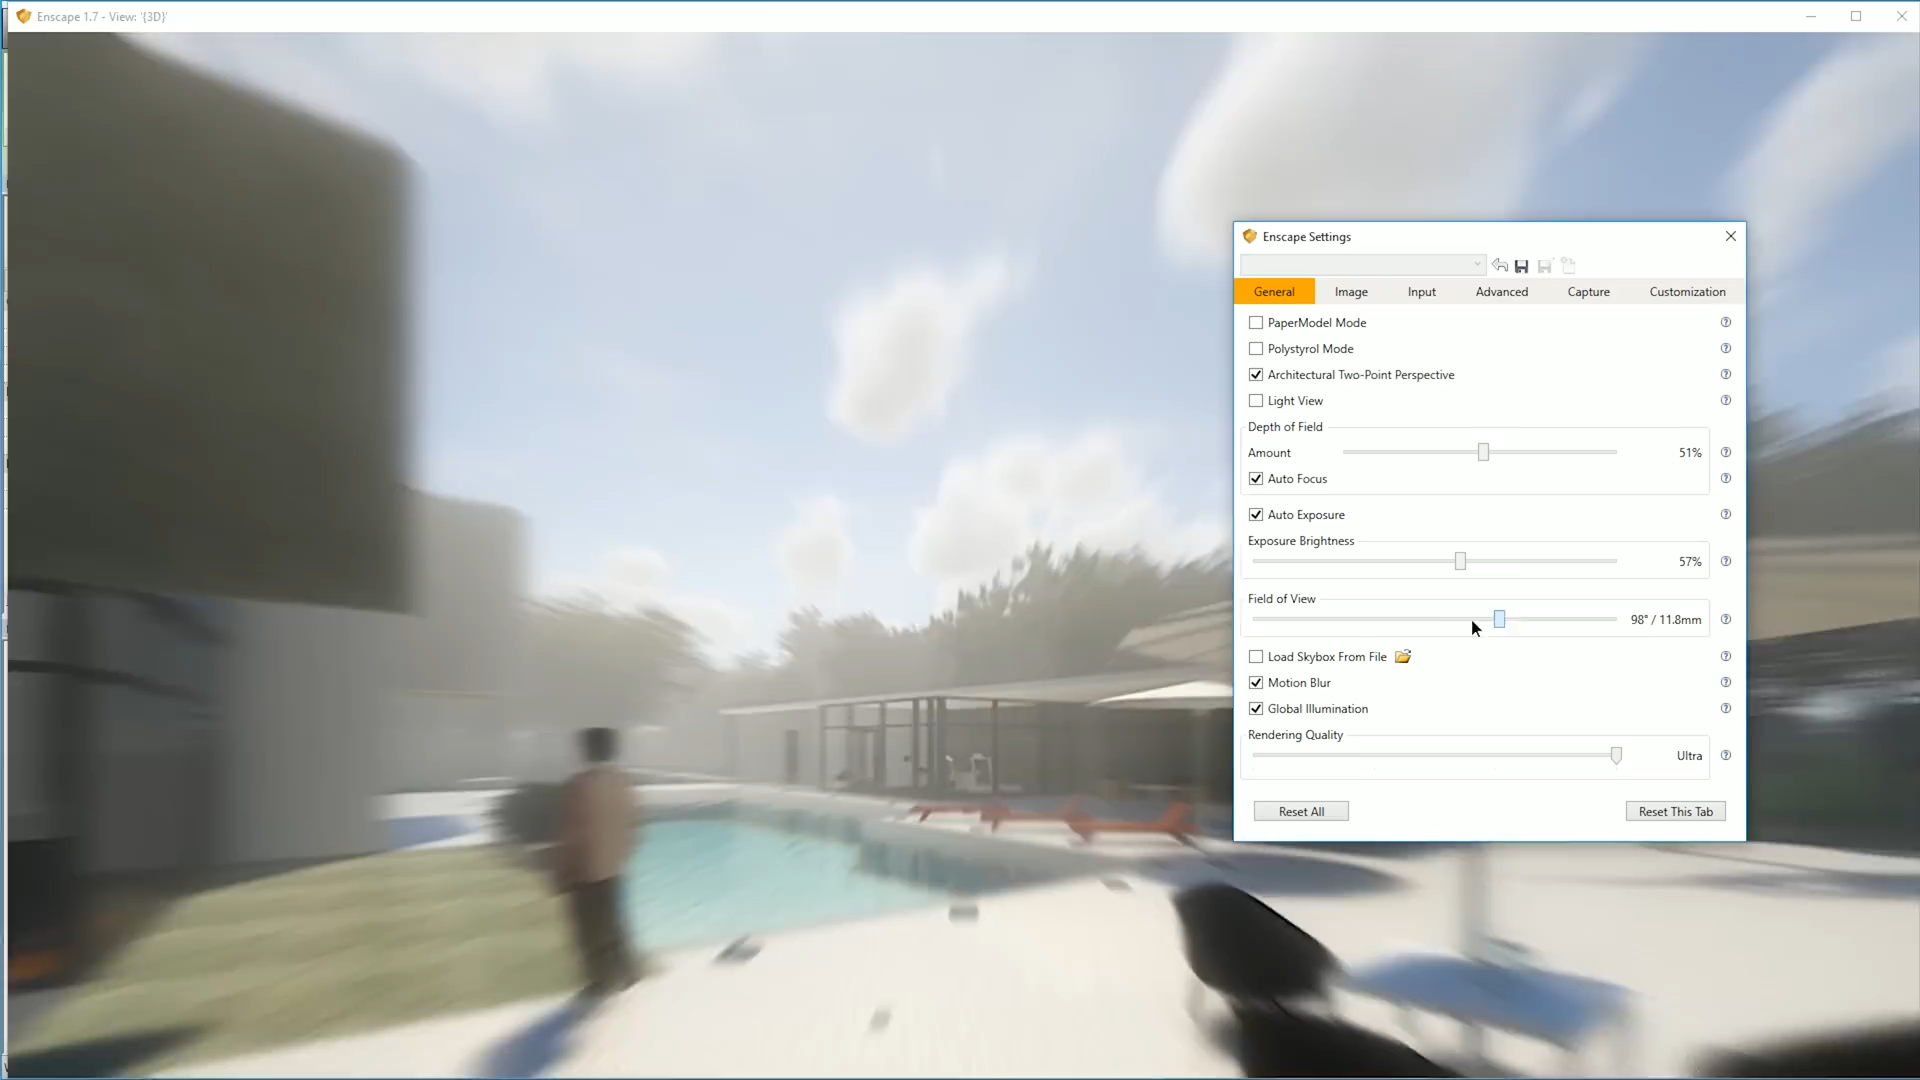 Enscape 1.7 - View: '{3D}'
Enscape Settings
General Image Input Advanced Capture Customization
PaperModel Mode
Polystyrol Mode
Architectural Two-Point Perspective
Light View
Depth of Field
Amount 51%
Auto Focus
Auto Exposure
Exposure Brightness
57%
Field of View
98° / 11.8mm
Load Skybox From File
Motion Blur
Global Illumination
Rendering Quality
Ultra
Reset All Reset This Tab